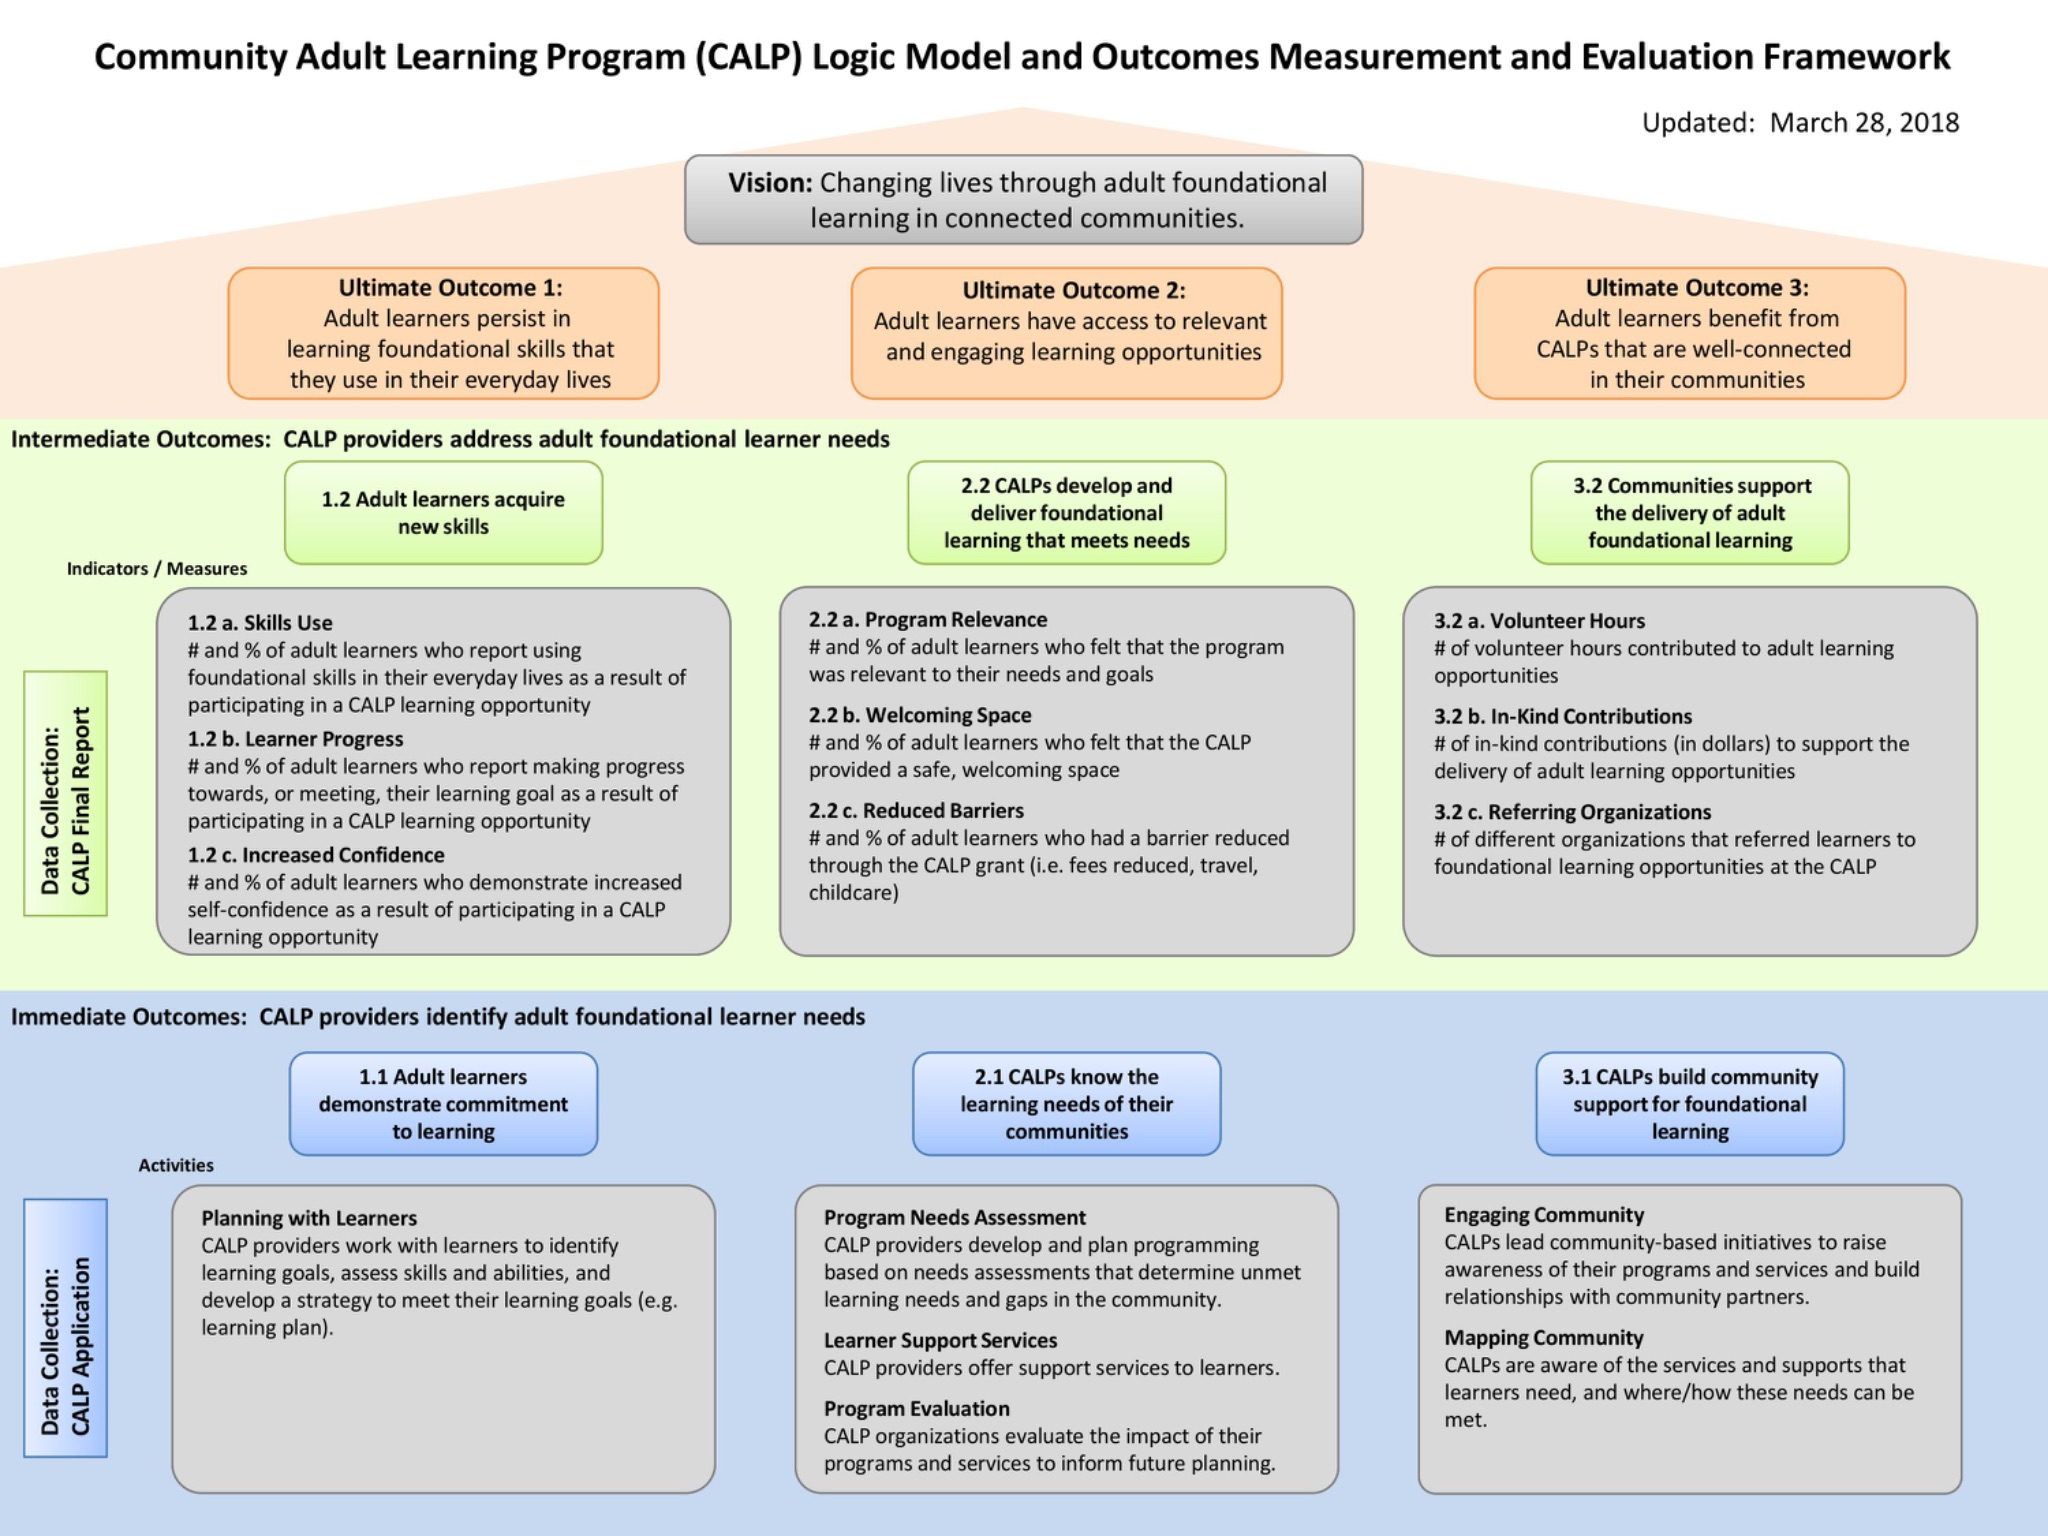 Community Adult Learning Program (CALP) Logic Model and Outcomes Measurement and Evaluation Framework
Updated:  March 28, 2018
Vision: Changing lives through adult foundational
learning in connected communities.
Ultimate Outcome 1:
Adult learners persist in
learning foundational skills that
they use in their everyday lives
Ultimate Outcome 2:
Adult learners have access to relevant
and engaging learning opportunities
Ultimate Outcome 3:
Adult learners benefit from
CALPs that are well-connected
in their communities
Intermediate Outcomes:  CALP providers address adult foundational learner needs
1.2 Adult learners acquire
new skills
2.2 CALPs develop and
deliver foundational
learning that meets needs
3.2 Communities support
the delivery of adult
foundational learning
Indicators / Measures
Data Collection:
CALP Final Report
1.2 a. Skills Use
# and % of adult learners who report using
foundational skills in their everyday lives as a result of
participating in a CALP learning opportunity
1.2 b. Learner Progress
# and % of adult learners who report making progress
towards, or meeting, their learning goal as a result of
participating in a CALP learning opportunity
1.2 c. Increased Confidence
# and % of adult learners who demonstrate increased
self-confidence as a result of participating in a CALP
learning opportunity
2.2 a. Program Relevance
# and % of adult learners who felt that the program
was relevant to their needs and goals
2.2 b. Welcoming Space
# and % of adult learners who felt that the CALP
provided a safe, welcoming space
2.2 c. Reduced Barriers
# and % of adult learners who had a barrier reduced
through the CALP grant (i.e. fees reduced, travel,
childcare)
3.2 a. Volunteer Hours
# of volunteer hours contributed to adult learning
opportunities
3.2 b. In-Kind Contributions
# of in-kind contributions (in dollars) to support the
delivery of adult learning opportunities
3.2 c. Referring Organizations
# of different organizations that referred learners to
foundational learning opportunities at the CALP
Immediate Outcomes:  CALP providers identify adult foundational learner needs
1.1 Adult learners
demonstrate commitment
to learning
2.1 CALPs know the
learning needs of their
communities
3.1 CALPs build community
support for foundational
learning
Activities
Data Collection:
CALP Application
Planning with Learners
CALP providers work with learners to identify
learning goals, assess skills and abilities, and
develop a strategy to meet their learning goals (e.g.
learning plan).
Program Needs Assessment
CALP providers develop and plan programming
based on needs assessments that determine unmet
learning needs and gaps in the community.
Learner Support Services
CALP providers offer support services to learners.
Program Evaluation
CALP organizations evaluate the impact of their
programs and services to inform future planning.
Engaging Community
CALPs lead community-based initiatives to raise
awareness of their programs and services and build
relationships with community partners.
Mapping Community
CALPs are aware of the services and supports that
learners need, and where/how these needs can be
met.